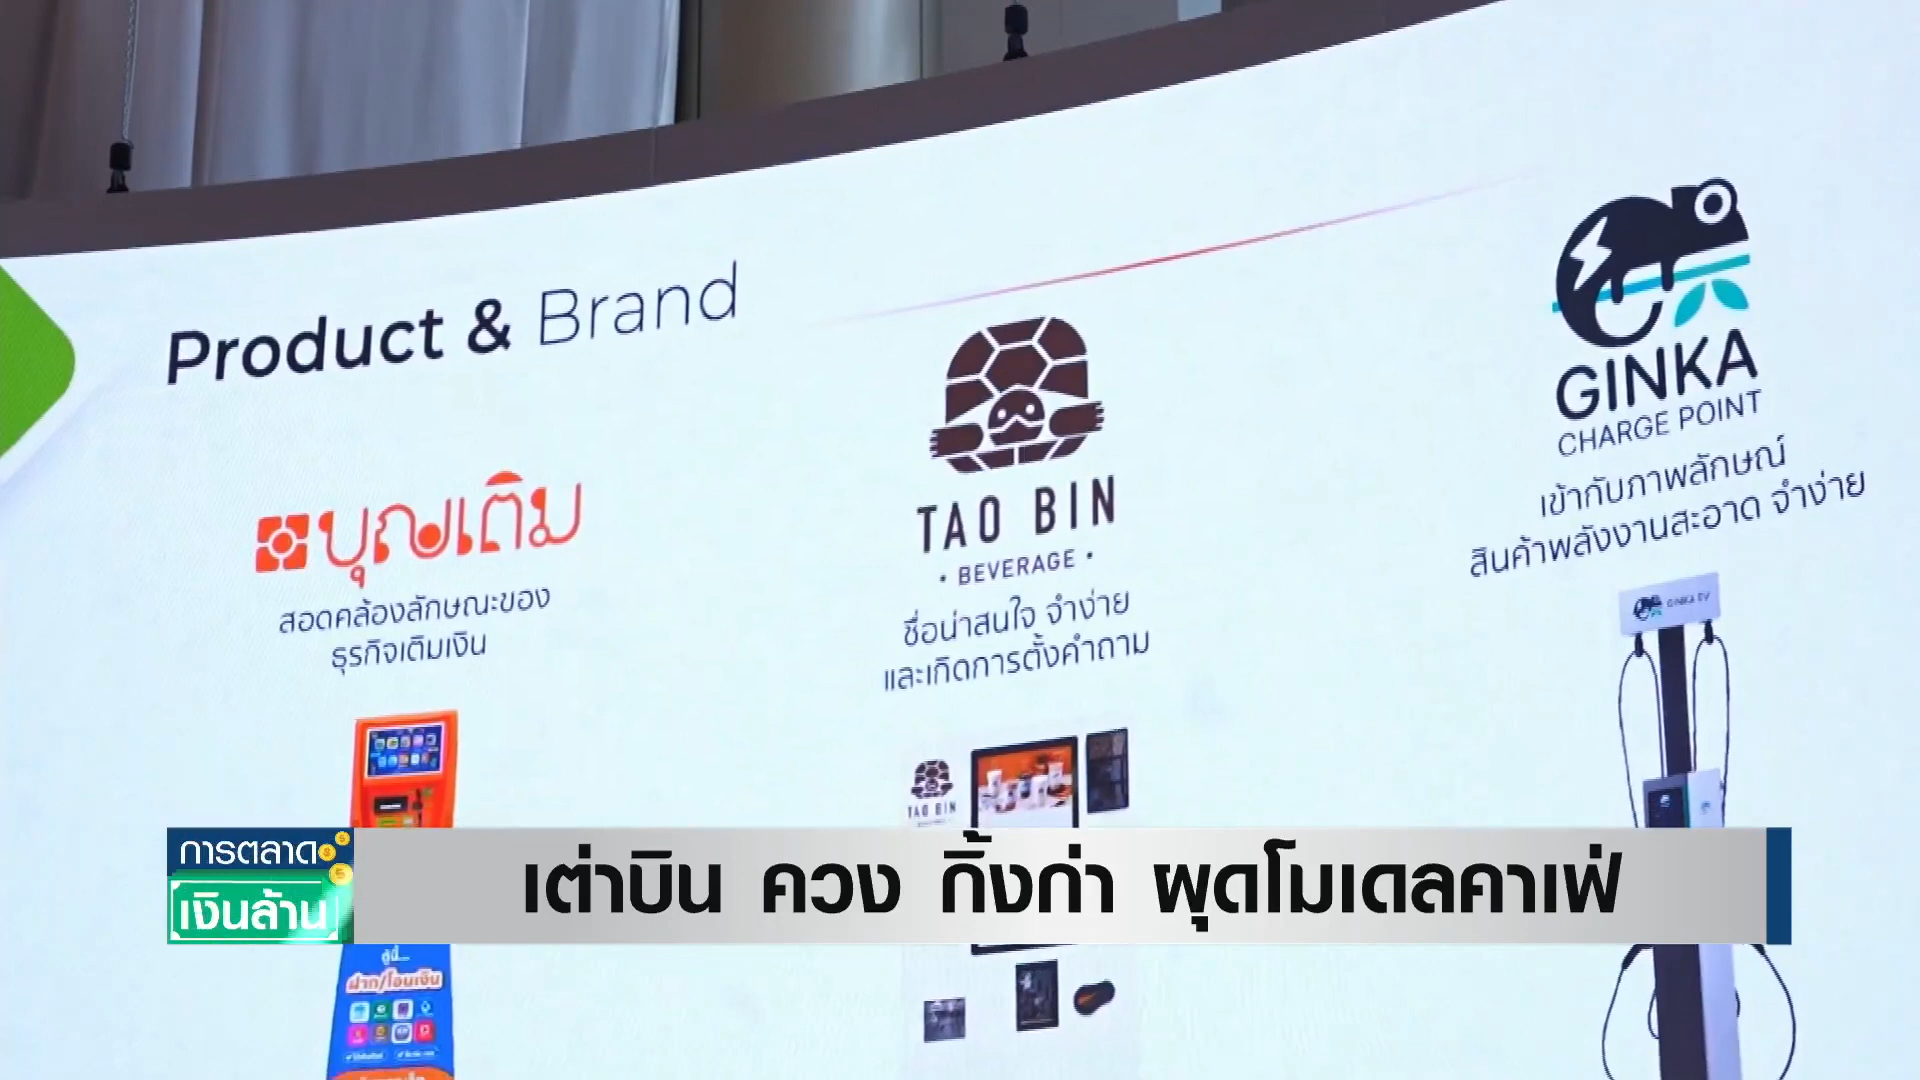 Product & Brand
บุญเติม
สอดคล้องลักษณะของ
ธุรกิจเติมเงิน
TAO BIN
• BEVERAGE •
ชื่อน่าสนใจ จำง่าย
และเกิดการตั้งคำถาม
GINKA
CHARGE POINT
เข้ากับภาพลักษณ์
สินค้าพลังงานสะอาด จำง่าย
GINKA EV
TAO BIN
การตลาด
เงินล้าน
เต่าบิน ควง กิ้งก่า ผุดโมเดลคาเฟ่
ตู้นี้...
ฝาก/โอนเงิน